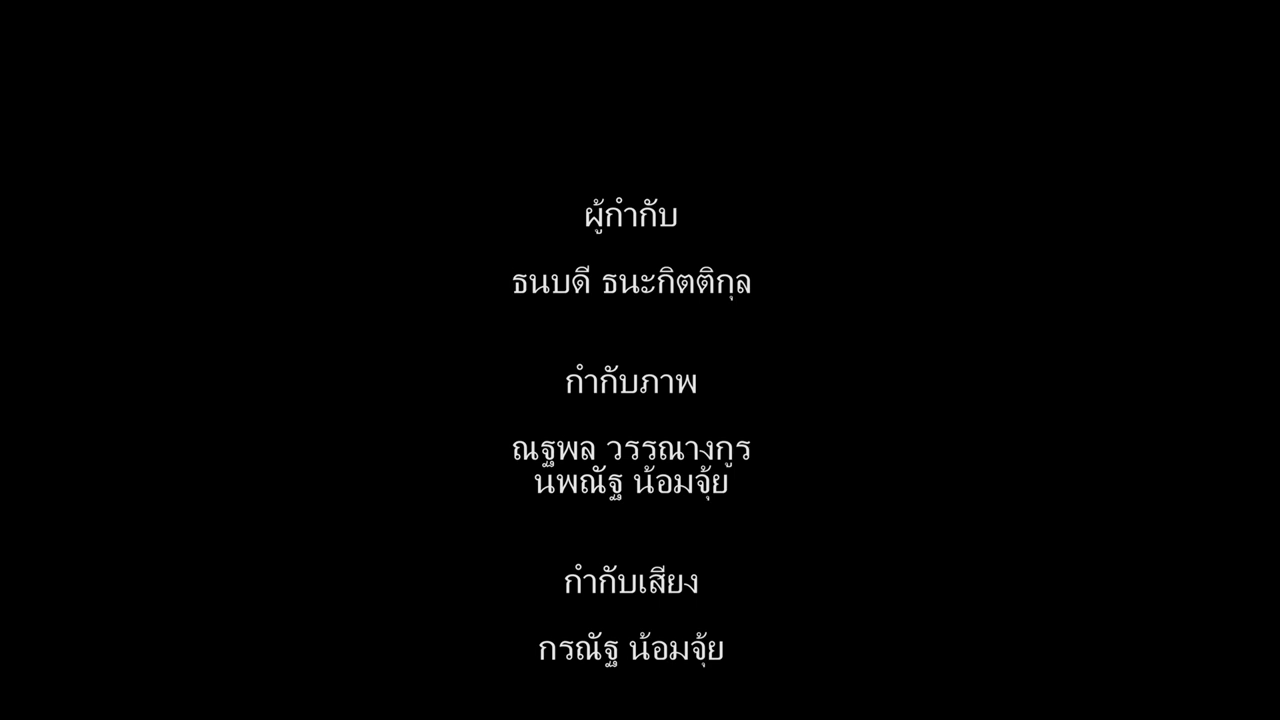 ผู้กำกับ
ธนบดี ธนะกิตติกุล
กำกับภาพ
ณฐพล วรรณางกูร
นพณัฐ น้อมจุ้ย
กำกับเสียง
กรณัฐ น้อมจุ้ย